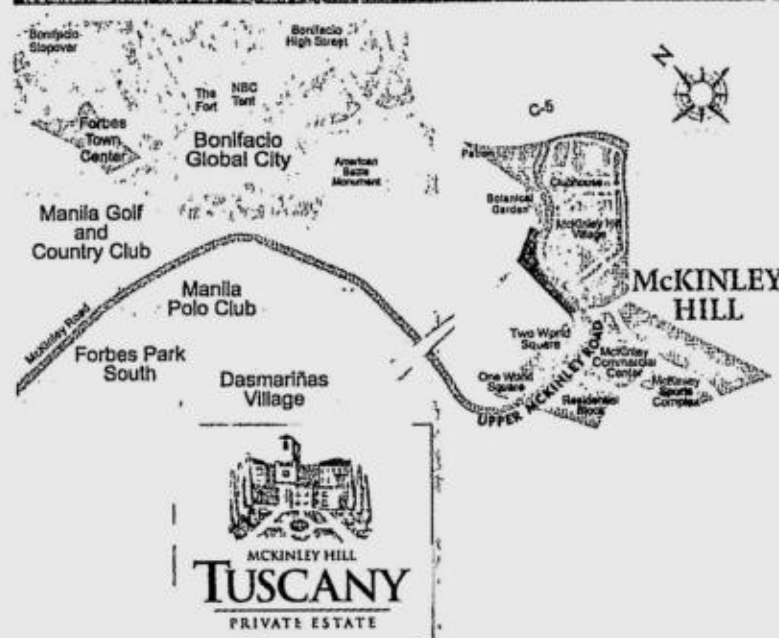 Bonifacio
Stopover
Bonifacio
High Street
The
Fort
NBC
Tent
Forbes
Town
Center
Bonifacio
Global City
American
Battle
Monument
Manila Golf
and
Country Club
McKinley Road
Manila
Polo Club
Forbes Park
South
Dasmariñas
Village
N
C-5
Clubhouse
Botanical
Garden
McKinley Hill
Village
McKINLEY
HILL
Two World
Square
One World
Square
UPPER MCKINLEY ROAD
McKinley
Commercial
Center
McKinley
Sports
Complex
Residential
Block
MCKINLEY HILL
TUSCANY
PRIVATE ESTATE